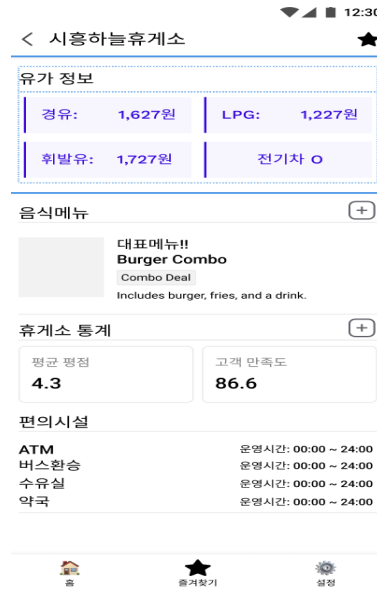 12:30
시흥하늘휴게소
유가 정보
경유: 1,627원 LPG: 1,227원
휘발유: 1,727원 전기차 O
음식메뉴
대표메뉴!!
Burger Combo
Combo Deal
Includes burger, fries, and a drink.
휴게소 통계
평균 평점 고객 만족도
4.3 86.6
편의시설
ATM 운영시간: 00:00 ~ 24:00
버스환승 운영시간: 00:00 ~ 24:00
수유실 운영시간: 00:00 ~ 24:00
약국 운영시간: 00:00 ~ 24:00
홈 즐겨찾기 설정